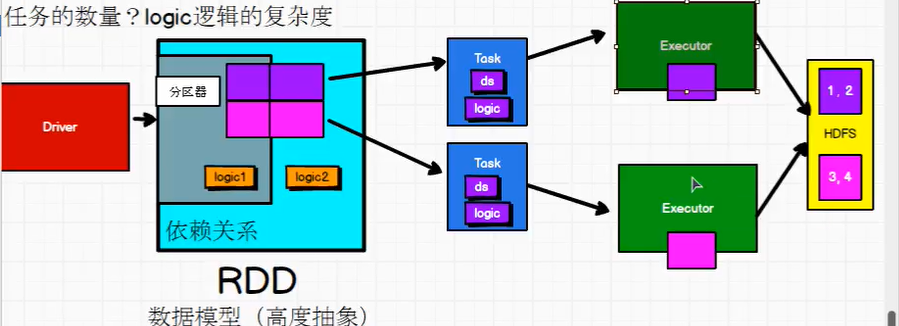 任务的数量？logic逻辑的复杂度
Driver
分区器
logic1
logic2
依赖关系
RDD
数据模型（高度抽象）
Task
ds
logic
Task
ds
logic
Executor
Executor
1, 2
HDFS
3, 4